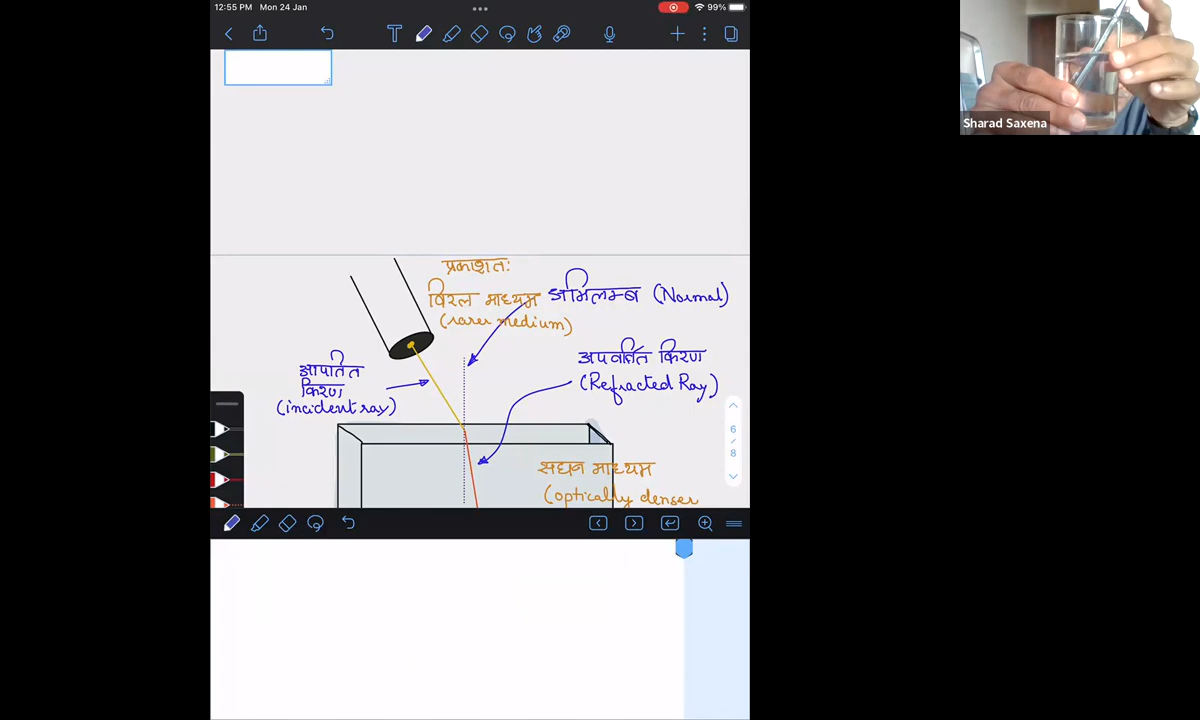 12:55 PM Mon 24 Jan
99%
Sharad Saxena
प्रकाशतः
विरल माध्यम
(rarer medium)
अभिलम्ब (Normal)
आपतित
किरण
(incident ray)
अपवर्तित किरण
(Refracted Ray)
6
/
8
सघन माध्यम
(optically denser